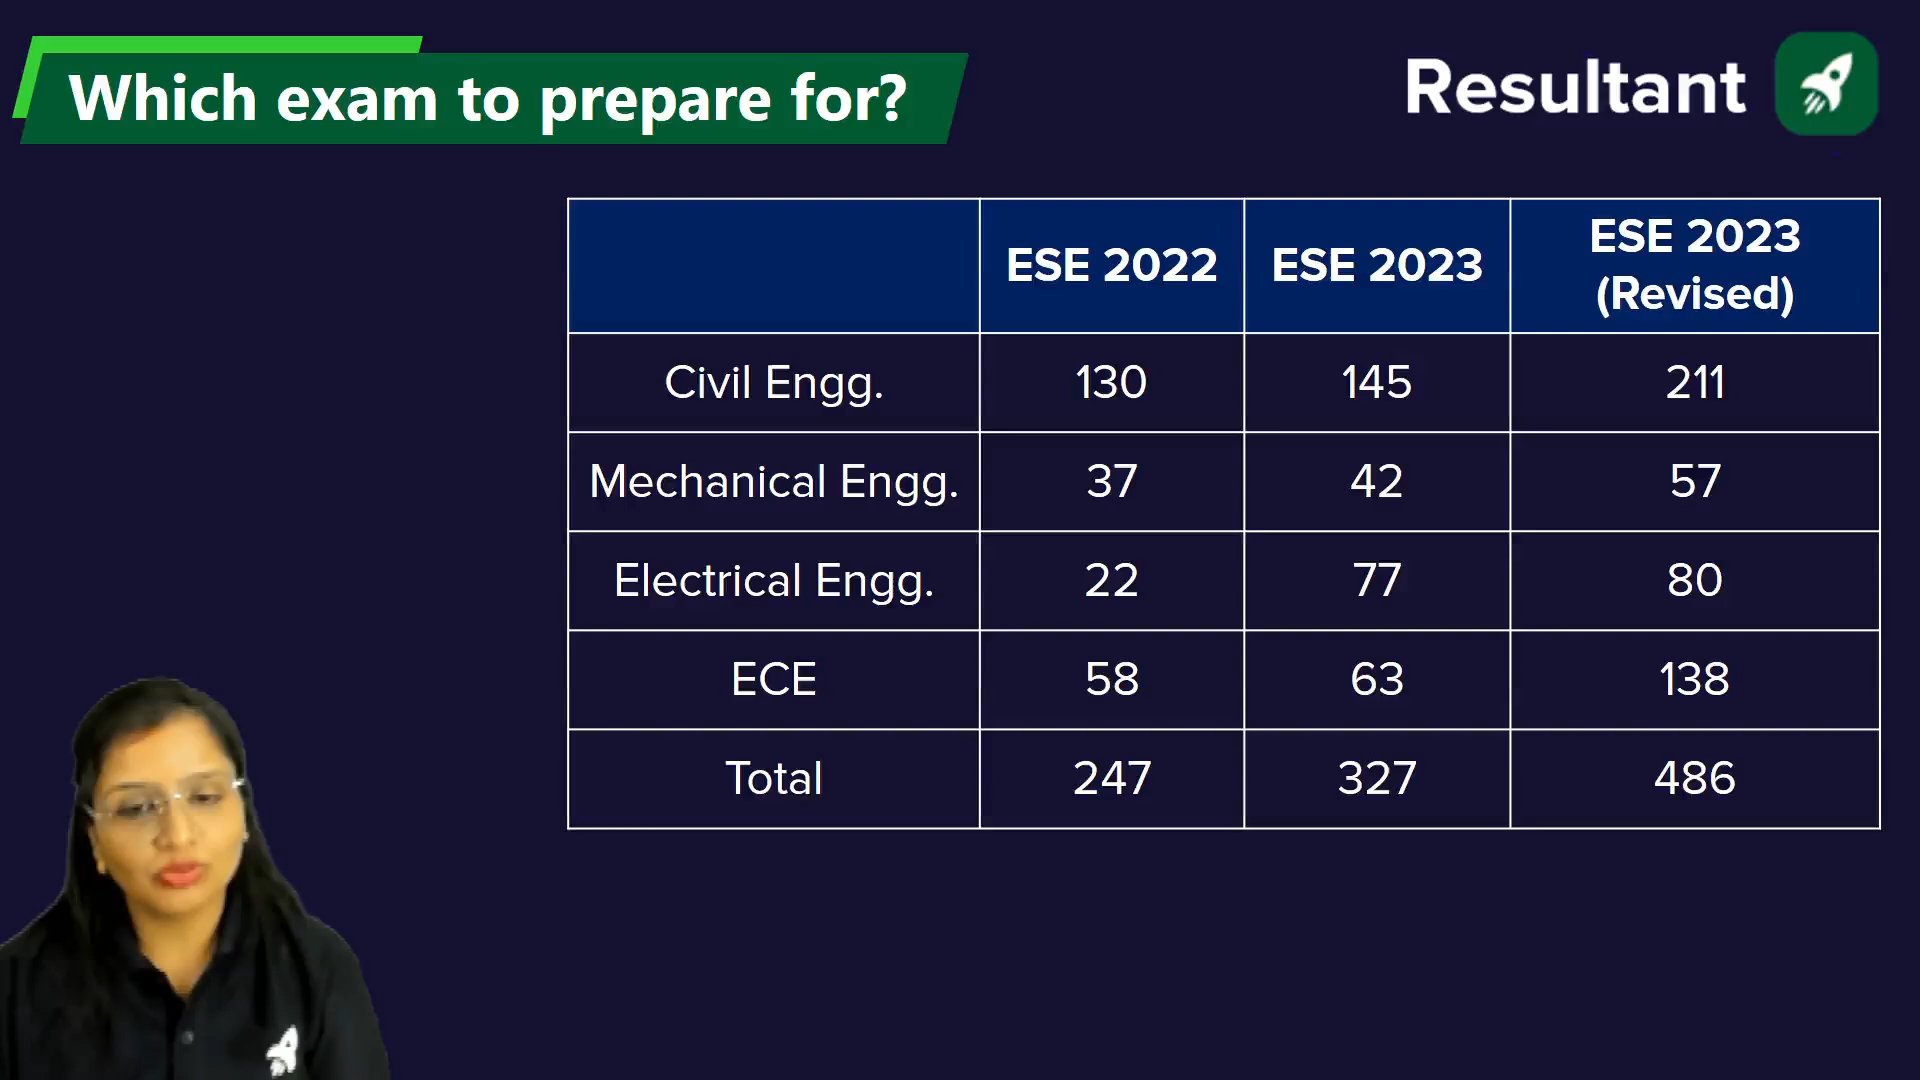 Which exam to prepare for?
Resultant
ESE 2022 ESE 2023 ESE 2023 (Revised)
Civil Engg. 130 145 211
Mechanical Engg. 37 42 57
Electrical Engg. 22 77 80
ECE 58 63 138
Total 247 327 486